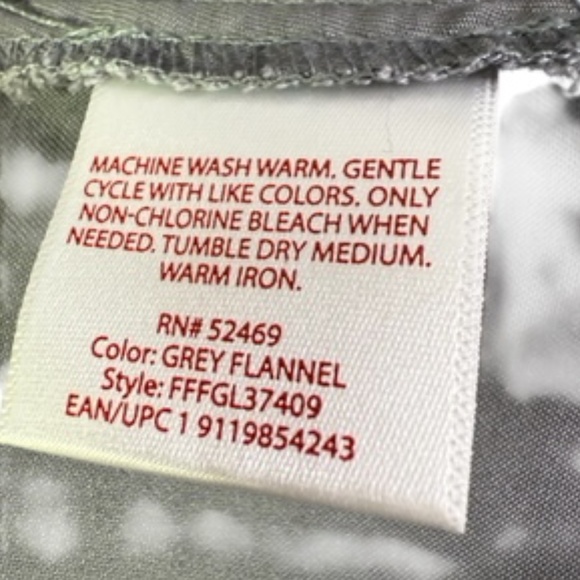 MACHINE WASH WARM. GENTLE
CYCLE WITH LIKE COLORS. ONLY
NON-CHLORINE BLEACH WHEN
NEEDED. TUMBLE DRY MEDIUM.
WARM IRON.
RN# 52469
Color: GREY FLANNEL
Style: FFFGL37409
EAN/UPC 1 9119854243